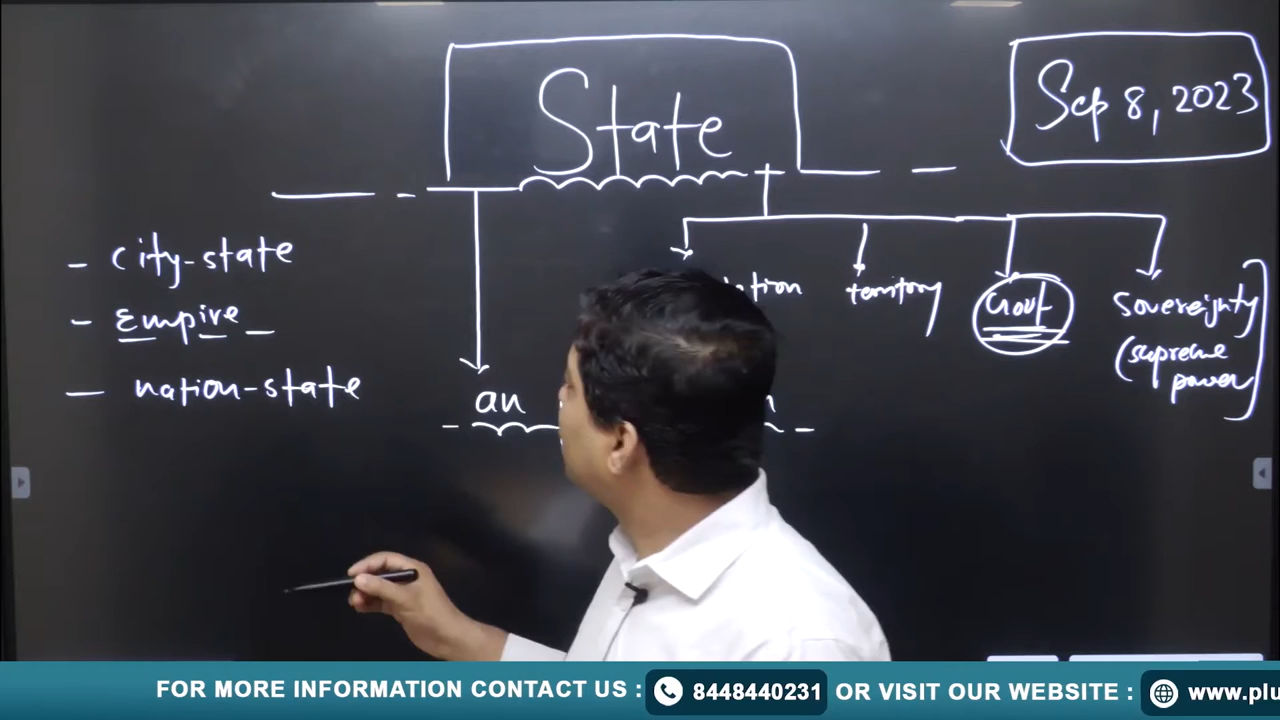 State
Sep 8, 2023
- City-state
- Empire -
- nation-state
territory
Govt
Sovereignty
(supreme
power
an
FOR MORE INFORMATION CONTACT US : 8448440231 OR VISIT OUR WEBSITE :